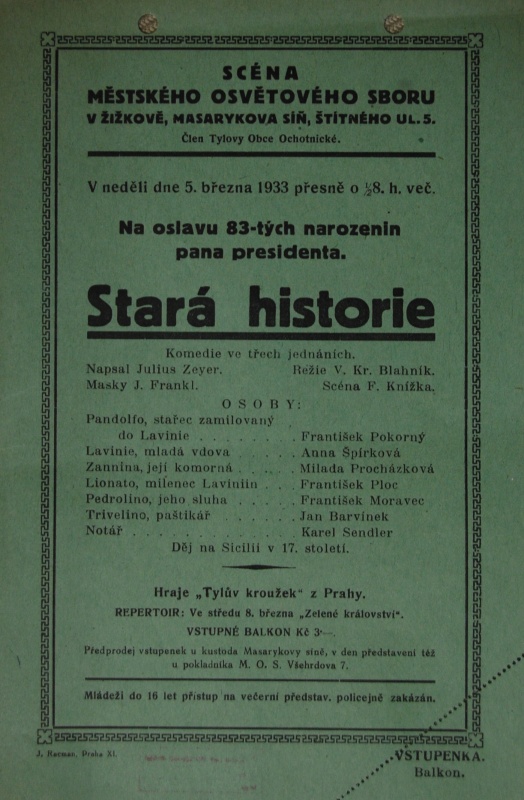 SCÉNA
MĚSTSKÉHO OSVĚTOVÉHO SBORU
V ŽIŽKOVĚ, MASARYKOVA SÍŇ, ŠTÍTNÉHO UL. 5.
Člen Tylovy Obce Ochotnické.
V neděli dne 5. března 1933 přesně o ½8. h. več.
Na oslavu 83-tých narozenin
pana presidenta.
Stará historie
Komedie ve třech jednáních.
Napsal Julius Zeyer. Režie V. Kr. Blahník.
Masky J. Frankl. Scéna F. Knížka.
OSOBY:
Pandolfo, stařec zamilovaný
do Lavinie . . . . . . . . František Pokorný
Lavinie, mladá vdova . . . . . Anna Špírková
Zannina, její komorná . . . . . Milada Procházková
Lionato, milenec Laviniin . . . František Ploc
Pedrolino, jeho sluha . . . . . František Moravec
Trivelino, paštikář . . . . . . Jan Barvínek
Notář . . . . . . . . . . . . Karel Sendler
Děj na Sicilii v 17. století.
Hraje „Tylův kroužek" z Prahy.
REPERTOIR: Ve středu 8. března „Zelené království".
VSTUPNÉ BALKON Kč 3·—.
Předprodej vstupenek u kustoda Masarykovy síně, v den představení též
u pokladníka M. O. S. Všehrdova 7.
Mládeži do 16 let přístup na večerní představ. policejně zakázán.
J. Racman, Praha XI.
VSTUPENKA.
Balkon.